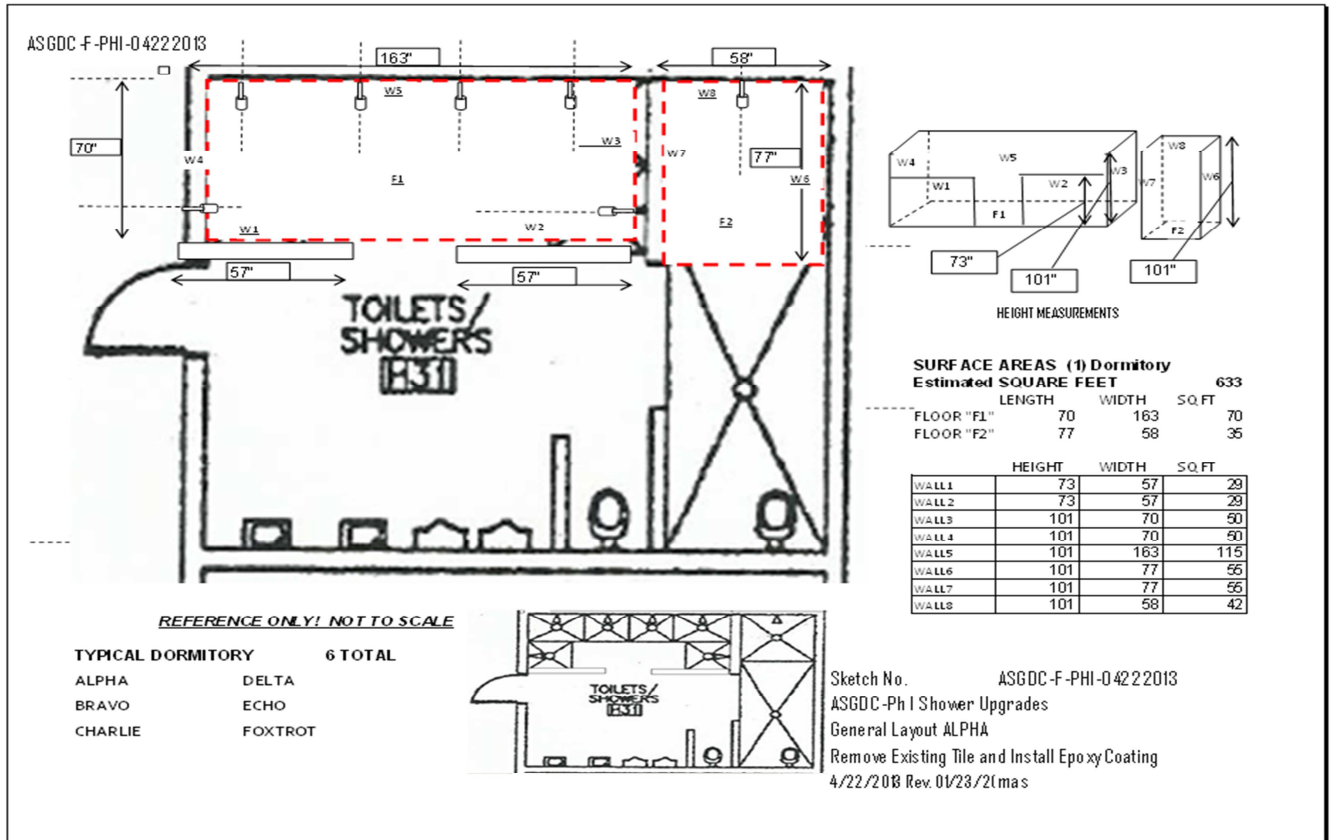 ASGDC-F-PHI-04222013
163"
58"
W5
W8
70"
W4
W3
W7
77"
F1
W6
W1
W2
F2
57"
57"
TOILETS/
SHOWERS
H31
W4
W5
W8
W1
W2
W3
W7
W6
F1
F2
73"
101"
101"
HEIGHT MEASUREMENTS
SURFACE AREAS (1) Dormitory
Estimated SQUARE FEET 633
LENGTH WIDTH SQ FT
FLOOR "F1" 70 163 70
FLOOR "F2" 77 58 35
HEIGHT WIDTH SQ FT
WALL1 73 57 29
WALL2 73 57 29
WALL3 101 70 50
WALL4 101 70 50
WALL5 101 163 115
WALL6 101 77 55
WALL7 101 77 55
WALL8 101 58 42
REFERENCE ONLY! NOT TO SCALE
TYPICAL DORMITORY 6 TOTAL
ALPHA DELTA
BRAVO ECHO
CHARLIE FOXTROT
TOILETS/
SHOWERS
H31
Sketch No. ASGDC-F-PHI-04222013
ASGDC-Ph I Shower Upgrades
General Layout ALPHA
Remove Existing Tile and Install Epoxy Coating
4/22/2013 Rev. 01/23/20 mas